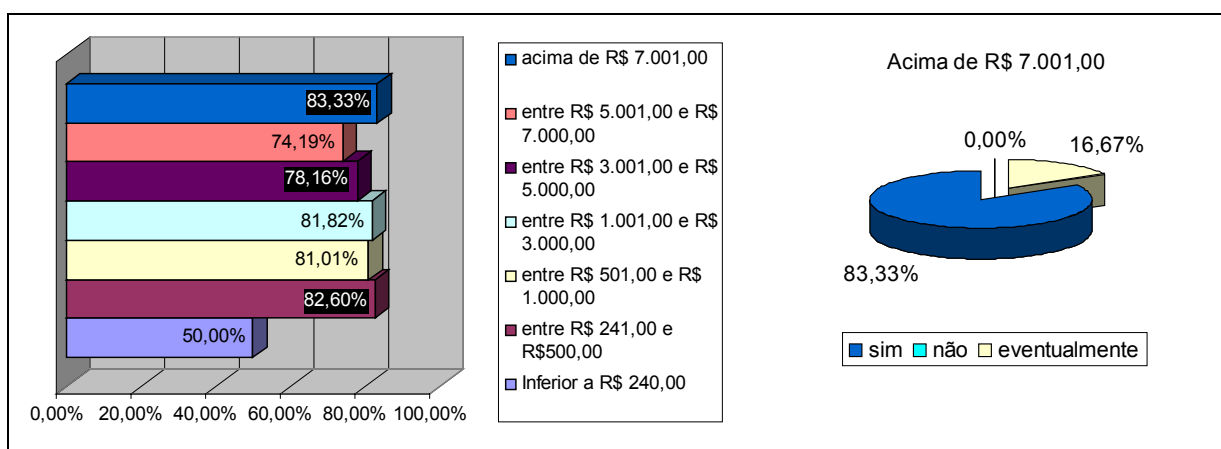 83,33%
74,19%
78,16%
81,82%
81,01%
82,60%
50,00%
0,00% 20,00% 40,00% 60,00% 80,00% 100,00%
acima de R$ 7.001,00
entre R$ 5.001,00 e R$
7.000,00
entre R$ 3.001,00 e R$
5.000,00
entre R$ 1.001,00 e R$
3.000,00
entre R$ 501,00 e R$
1.000,00
entre R$ 241,00 e
R$500,00
Inferior a R$ 240,00
Acima de R$ 7.001,00
0,00%
16,67%
83,33%
sim não eventualmente